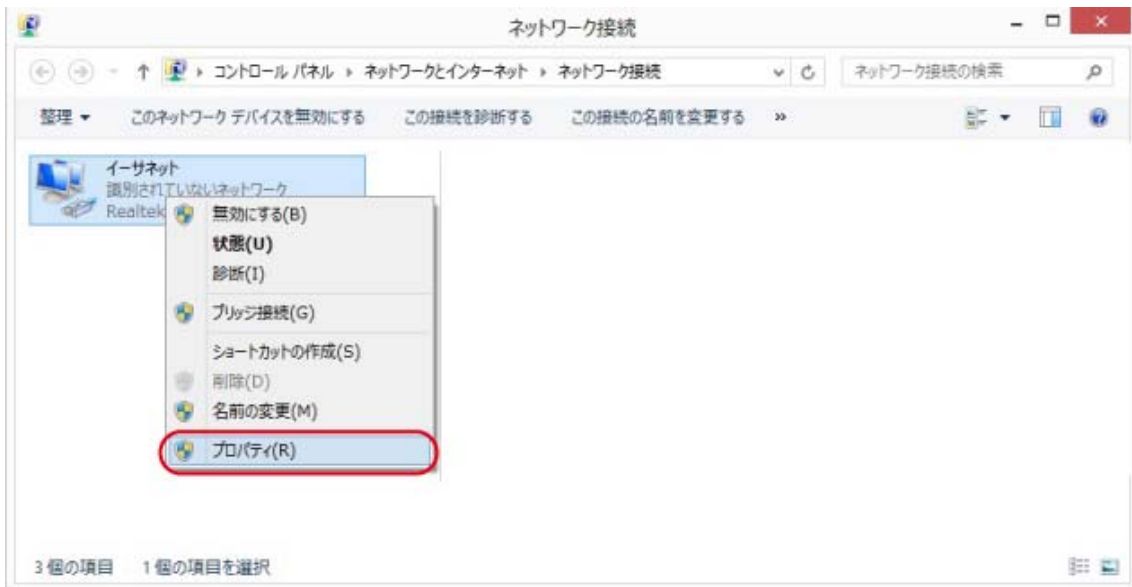 ネットワーク接続
コントロール パネル ネットワークとインターネット ネットワーク接続 ネットワーク接続の検索
整理 このネットワーク デバイスを無効にする この接続を診断する この接続の名前を変更する »
イーサネット
識別されていないネットワーク
Realtek
無効にする(B)
状態(U)
診断(I)
ブリッジ接続(G)
ショートカットの作成(S)
削除(D)
名前の変更(M)
プロパティ(R)
3 個の項目 1 個の項目を選択